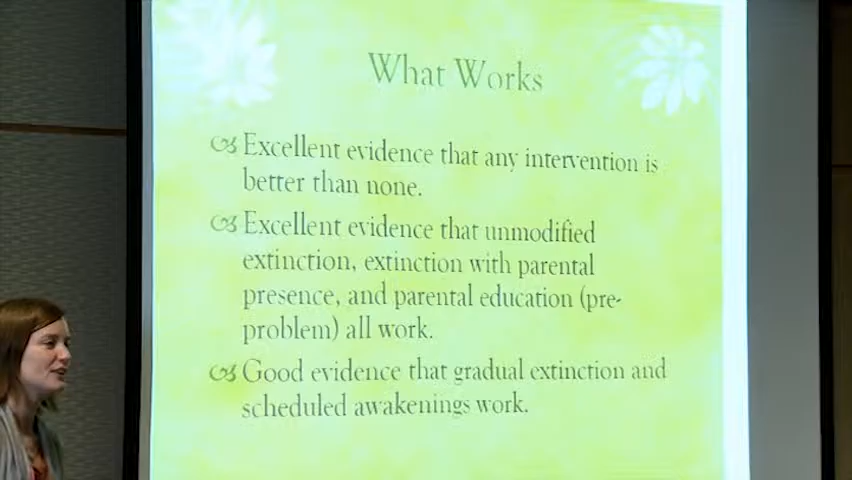 What Works
Excellent evidence that any intervention is
better than none.
Excellent evidence that unmodified
extinction, extinction with parental
presence, and parental education (pre-
problem) all work.
Good evidence that gradual extinction and
scheduled awakenings work.